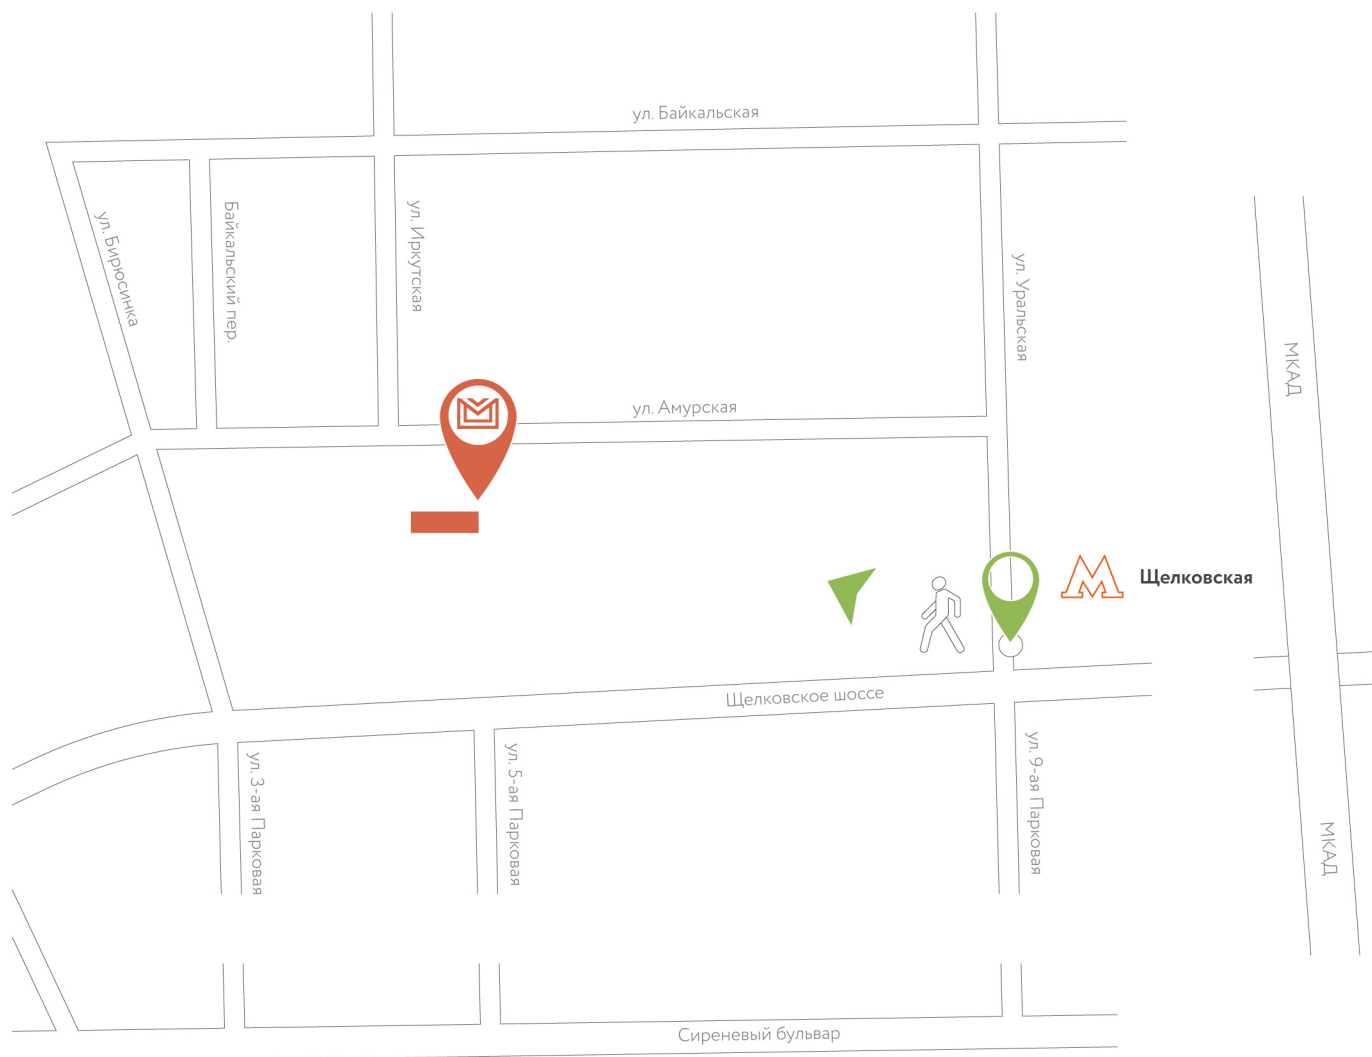 ул. Байкальская
ул. Бирюсинка
Байкальский пер.
ул. Иркутская
ул. Уральская
МКАД
ул. Амурская
Щелковская
Щелковское шоссе
ул. 3-ая Парковая
ул. 5-ая Парковая
ул. 9-ая Парковая
МКАД
Сиреневый бульвар